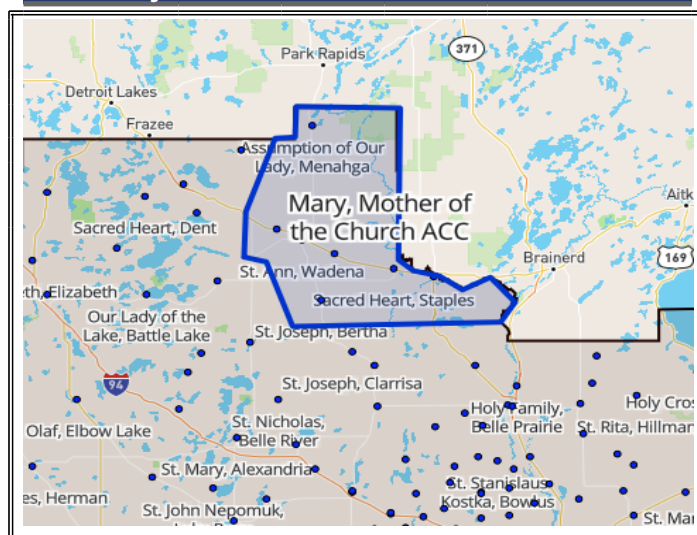 Park Rapids
371
Detroit Lakes
Frazee
Assumption of Our
Lady, Menahga
Mary, Mother of
the Church ACC
Aitk
Sacred Heart, Dent
169
Brainerd
St. Ann, Wadena
eth, Elizabeth
Sacred Heart, Staples
Our Lady of the
Lake, Battle Lake
St. Joseph, Bertha
94
St. Joseph, Clarrisa
Holy Cros
Holy Family,
Belle Prairie
St. Nicholas,
Belle River
Olaf, Elbow Lake
St. Rita, Hillman
St. Mary, Alexandria
St. Stanislaus
Kostka, Bowlus
es, Herman
St. John Nepomuk,
St. Mar